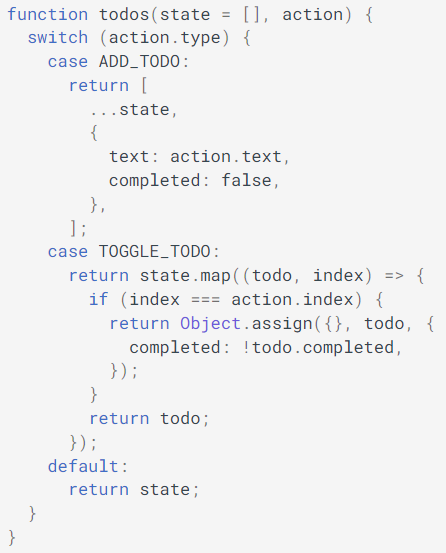 function todos(state = [], action) {
  switch (action.type) {
    case ADD_TODO:
      return [
        ...state,
        {
          text: action.text,
          completed: false,
        },
      ];
    case TOGGLE_TODO:
      return state.map((todo, index) => {
        if (index === action.index) {
          return Object.assign({}, todo, {
            completed: !todo.completed,
          });
        }
        return todo;
      });
    default:
      return state;
  }
}